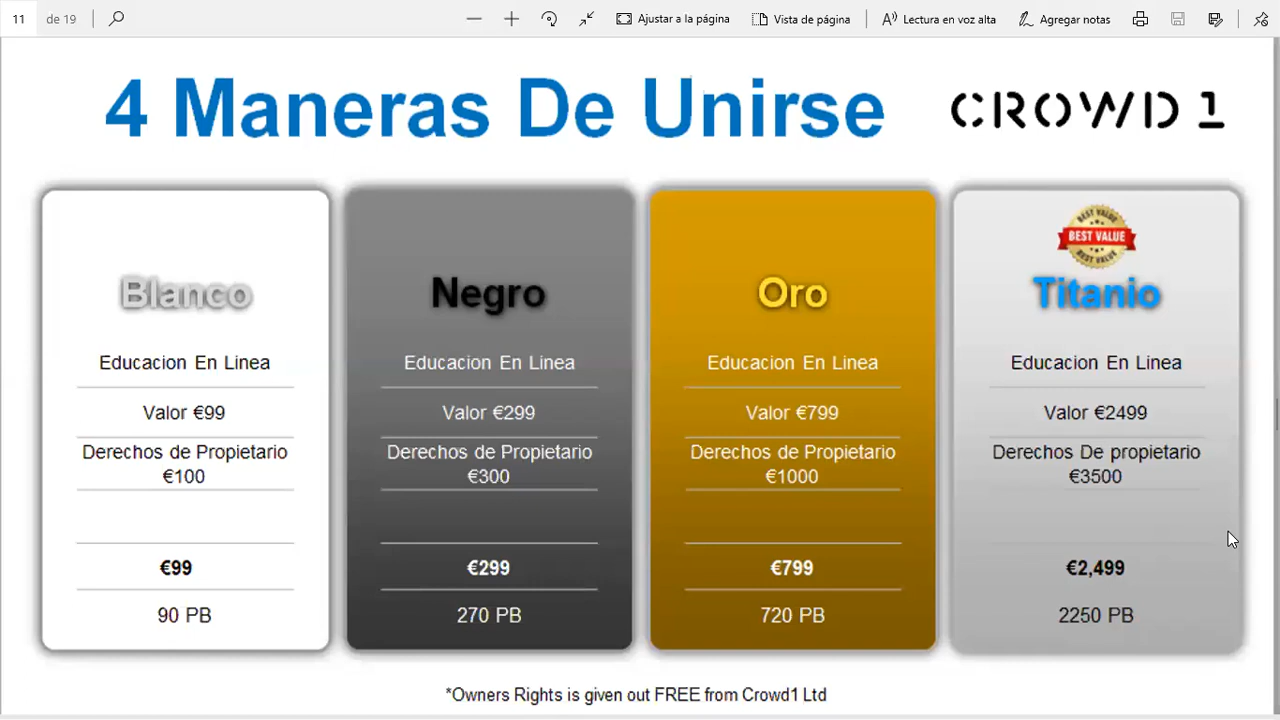 11 de 19 Ajustar a la página Vista de página Lectura en voz alta Agregar notas
4 Maneras De Unirse
CROWD 1
Blanco
Educacion En Linea
Valor €99
Derechos de Propietario
€100
€99
90 PB
Negro
Educacion En Linea
Valor €299
Derechos de Propietario
€300
€299
270 PB
Oro
Educacion En Linea
Valor €799
Derechos de Propietario
€1000
€799
720 PB
BEST VALUE
BEST VALUE
BEST VALUE
Titanio
Educacion En Linea
Valor €2499
Derechos De propietario
€3500
€2,499
2250 PB
*Owners Rights is given out FREE from Crowd1 Ltd